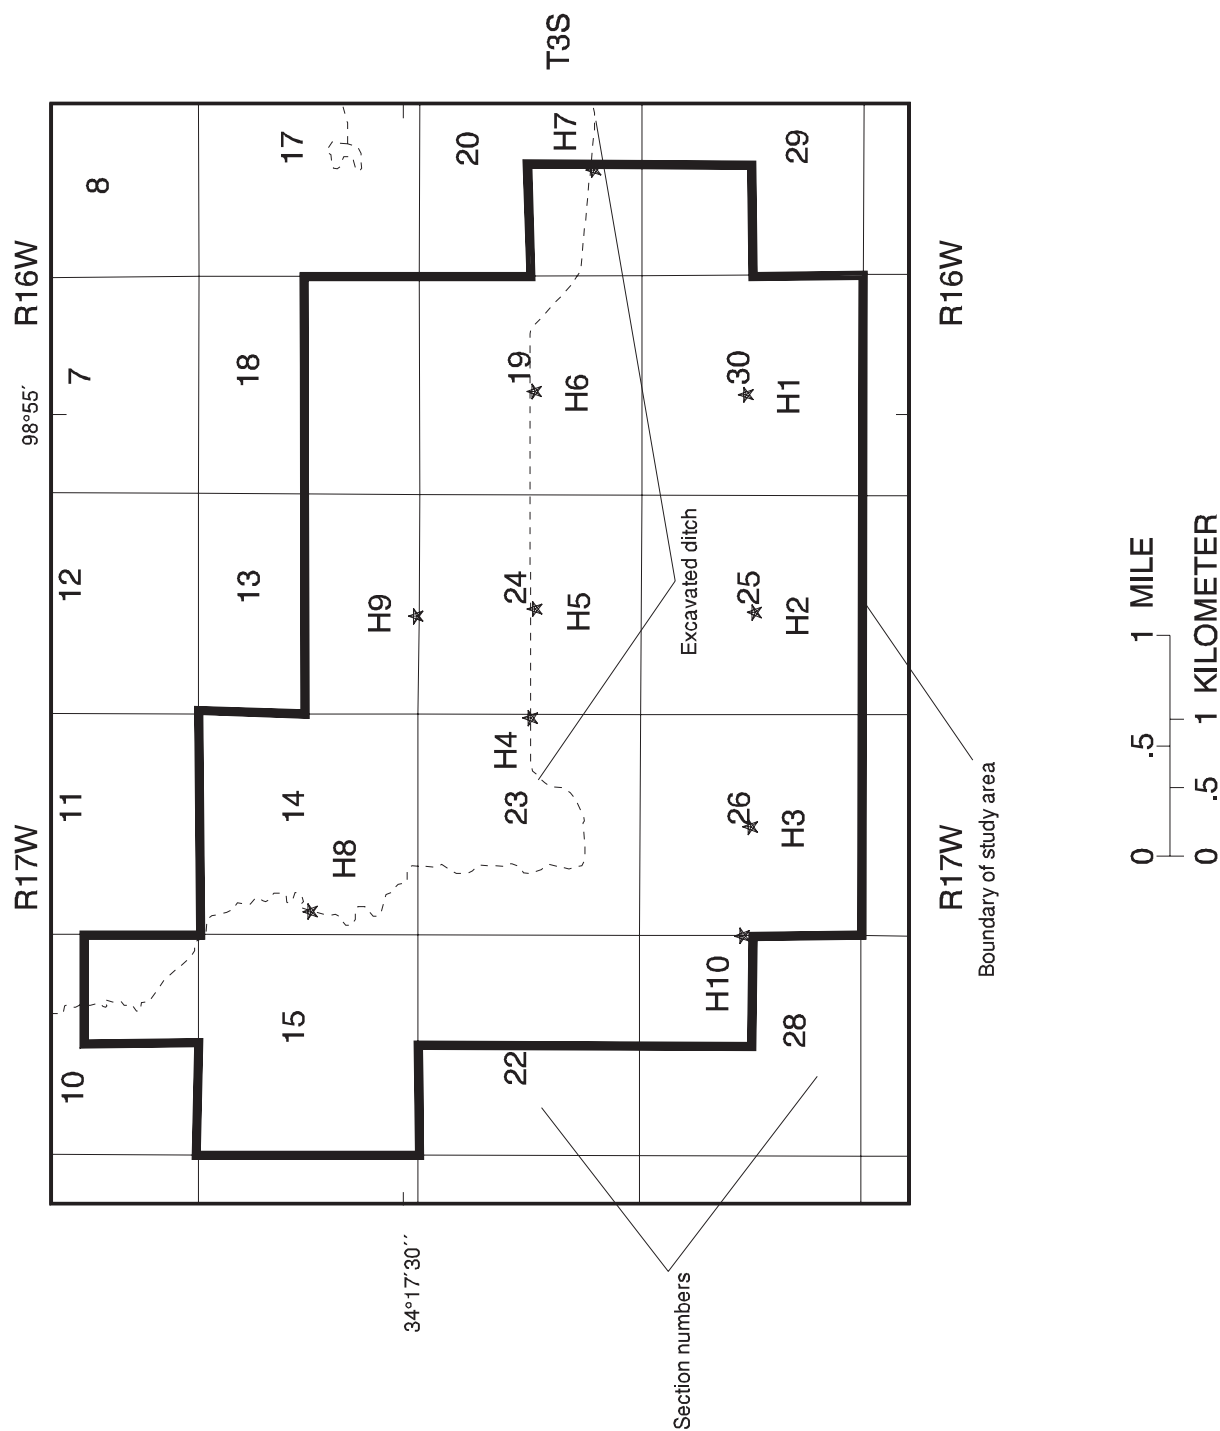 R17W
98°55′
R16W
10
11
12
7
8
15
14
13
18
17
H8
H9
34°17′30′′
22
23
24
19
20
H4
H5
H6
H7
T3S
Section numbers
Excavated ditch
28
26
25
30
29
H10
H3
H2
H1
R17W
R16W
Boundary of study area
0 .5 1 MILE
0 .5 1 KILOMETER